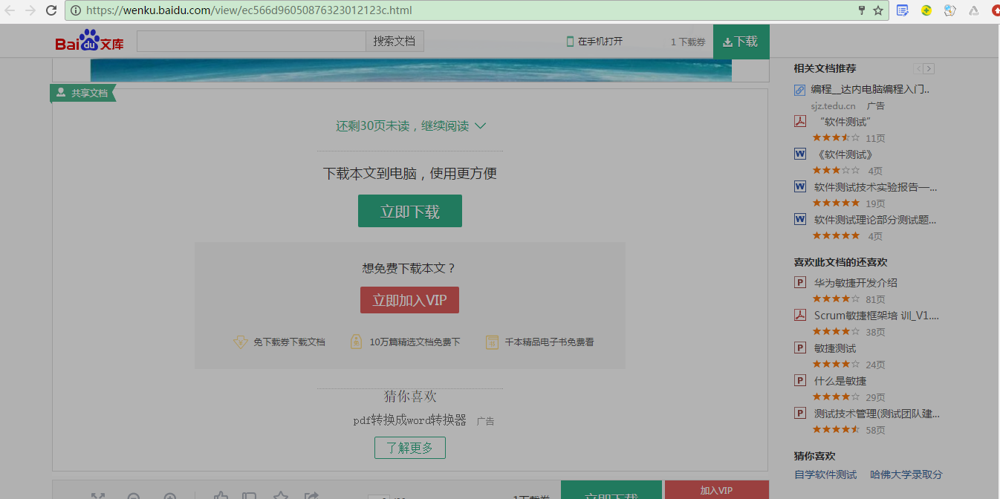 https://wenku.baidu.com/view/ec566d96050876323012123c.html
Bai du 文库
搜索文档
在手机打开
1 下载券
下载
共享文档
还剩30页未读，继续阅读
下载本文到电脑，使用更方便
立即下载
想免费下载本文？
立即加入VIP
免下载券下载文档
10万篇精选文档免费下
千本精品电子书免费看
猜你喜欢
pdf转换成word转换器 广告
了解更多
1下载券
立即下载
加入VIP
相关文档推荐
编程__达内电脑编程入门..
sjz.tedu.cn 广告
“软件测试”
11页
《软件测试》
4页
软件测试技术实验报告—...
19页
软件测试理论部分测试题...
4页
喜欢此文档的还喜欢
华为敏捷开发介绍
81页
Scrum敏捷框架培 训_V1....
38页
敏捷测试
24页
什么是敏捷
29页
测试技术管理(测试团队建...
58页
猜你喜欢
自学软件测试 哈佛大学录取分